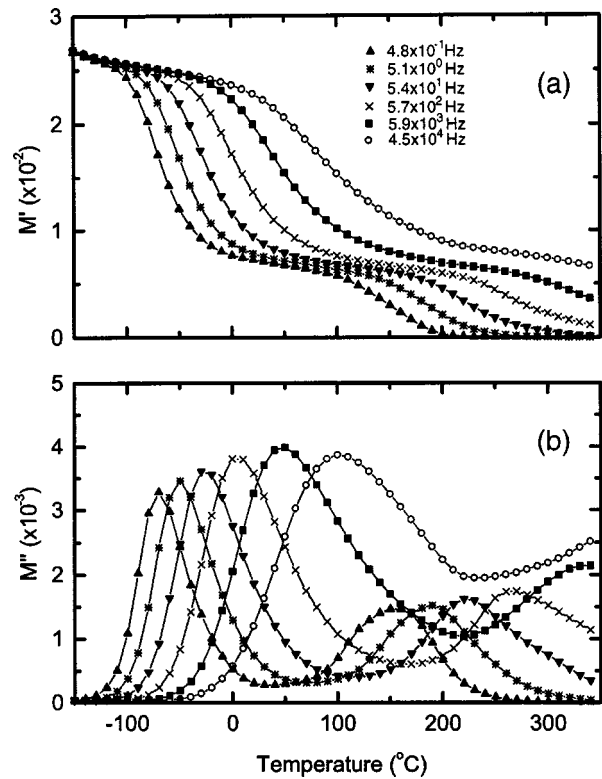 3
2
1
0
M' (x10⁻²)
(a)
4.8x10⁻¹Hz
5.1x10⁰Hz
5.4x10¹Hz
5.7x10²Hz
5.9x10³Hz
4.5x10⁴Hz
5
4
3
2
1
0
M" (x10⁻³)
(b)
-100 0 100 200 300
Temperature (°C)